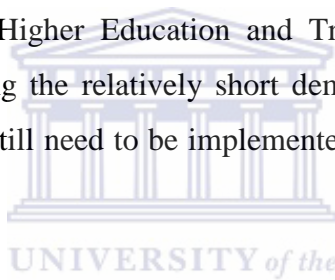 Higher Education and Tr
g the relatively short den
till need to be implemente
UNIVERSITY of the